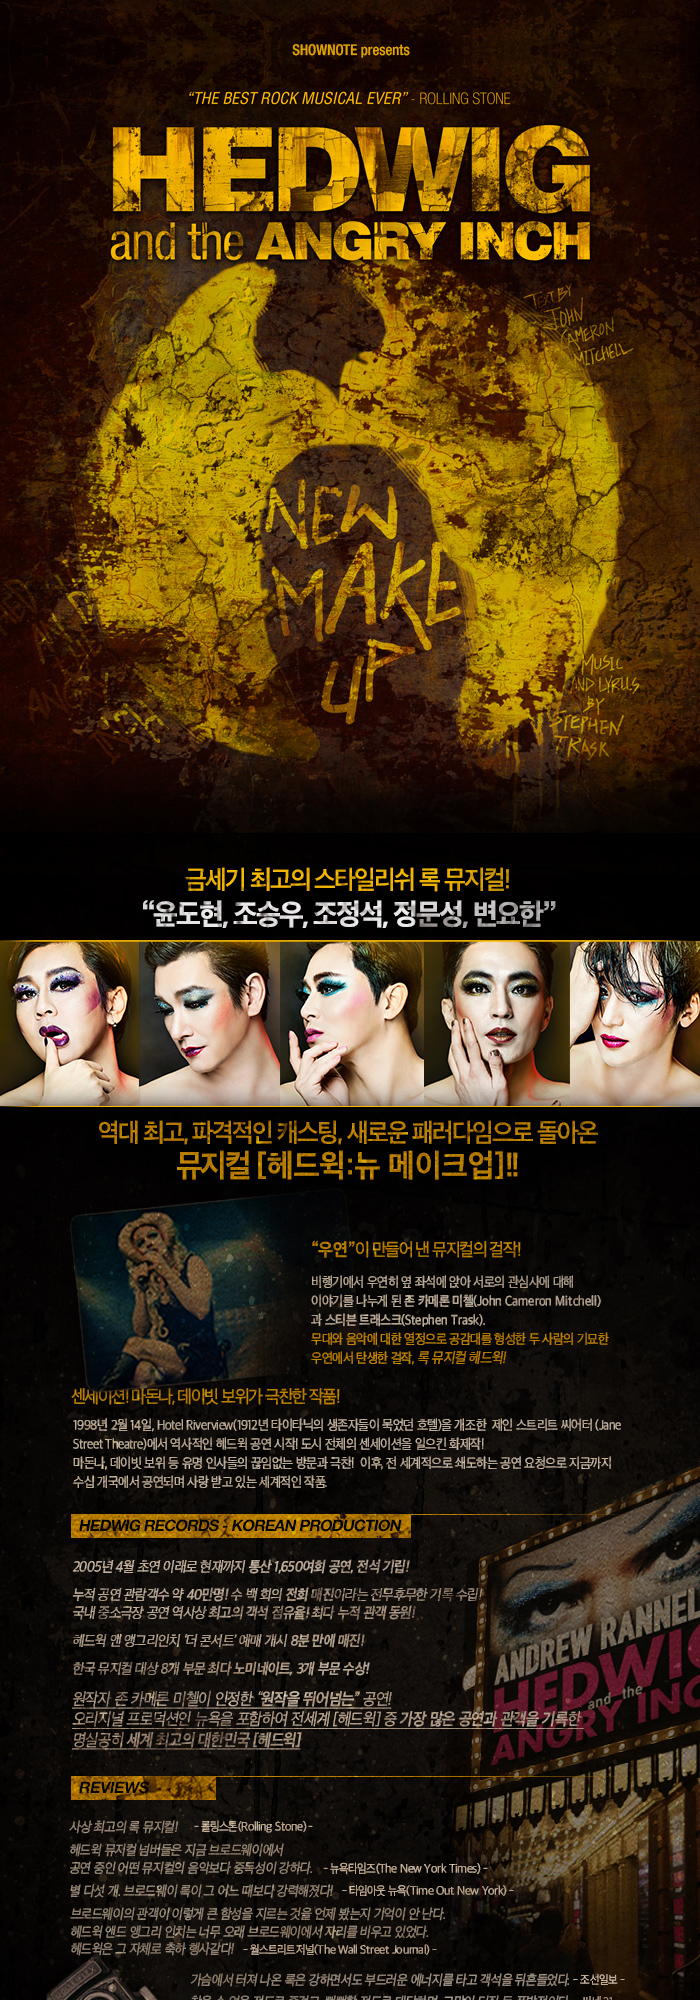 SHOWNOTE presents
“THE BEST ROCK MUSICAL EVER” - ROLLING STONE
HEDWIG
and the ANGRY INCH
TEXT BY
JOHN
CAMERON
MITCHELL
NEW
MAKE
UP
MUSIC
AND LYRICS
BY
STEPHEN
TRASK
금세기 최고의 스타일리쉬 록 뮤지컬!
“윤도현, 조승우, 조정석, 정문성, 변요한”
역대 최고, 파격적인 캐스팅, 새로운 패러다임으로 돌아온
뮤지컬 [헤드윅:뉴 메이크업]!!
“우연”이 만들어 낸 뮤지컬의 걸작!
비행기에서 우연히 옆 좌석에 앉아 서로의 관심사에 대해
이야기를 나누게 된 존 카메론 미첼(John Cameron Mitchell)
과 스티븐 트래스크(Stephen Trask).
무대와 음악에 대한 열정으로 공감대를 형성한 두 사람의 기묘한
우연에서 탄생한 걸작, 록 뮤지컬 헤드윅!
센세이션! 마돈나, 데이빗 보위가 극찬한 작품!
1998년 2월 14일, Hotel Riverview(1912년 타이타닉의 생존자들이 묵었던 호텔)을 개조한 제인 스트리트 씨어터 (Jane
Street Theatre)에서 역사적인 헤드윅 공연 시작! 도시 전체의 센세이션을 일으킨 화제작!
마돈나, 데이빗 보위 등 유명 인사들의 끊임없는 방문과 극찬! 이후, 전 세계적으로 쇄도하는 공연 요청으로 지금까지
수십 개국에서 공연되며 사랑 받고 있는 세계적인 작품.
HEDWIG RECORDS - KOREAN PRODUCTION
2005년 4월 초연 이래로 현재까지 통산 1,650여회 공연, 전석 기립!
누적 공연 관람객수 약 40만명! 수 백 회의 전회 매진이라는 전무후무한 기록 수립!
국내 중소극장 공연 역사상 최고의 객석 점유율! 최다 누적 관객 동원!
헤드윅 앤 앵그리인치 ‘더 콘서트’ 예매 개시 8분 만에 매진!
한국 뮤지컬 대상 8개 부문 최다 노미네이트, 3개 부문 수상!
원작자 존 카메론 미첼이 인정한 “원작을 뛰어넘는” 공연!
오리지널 프로덕션인 뉴욕을 포함하여 전세계 [헤드윅] 중 가장 많은 공연과 관객을 기록한
명실공히 세계 최고의 대한민국 [헤드윅]
ANDREW RANNEL
HEDWIG
and the
ANGRY INC
REVIEWS
사상 최고의 록 뮤지컬! - 롤링스톤(Rolling Stone) -
헤드윅 뮤지컬 넘버들은 지금 브로드웨이에서
공연 중인 어떤 뮤지컬의 음악보다 중독성이 강하다. - 뉴욕타임즈(The New York Times) -
별 다섯 개. 브로드웨이 록이 그 어느 때보다 강력해졌다! - 타임아웃 뉴욕(Time Out New York) -
브로드웨이의 관객이 이렇게 큰 함성을 지르는 것을 언제 봤는지 기억이 안 난다.
헤드윅 앤드 앵그리 인치는 너무 오래 브로드웨이에서 자리를 비우고 있었다.
헤드윅은 그 자체로 축하 행사같다! - 월스트리트저널(The Wall Street Journal) -
가슴에서 터져 나온 록은 강하면서도 부드러운 에너지를 타고 객석을 뒤흔들었다. - 조선일보 -